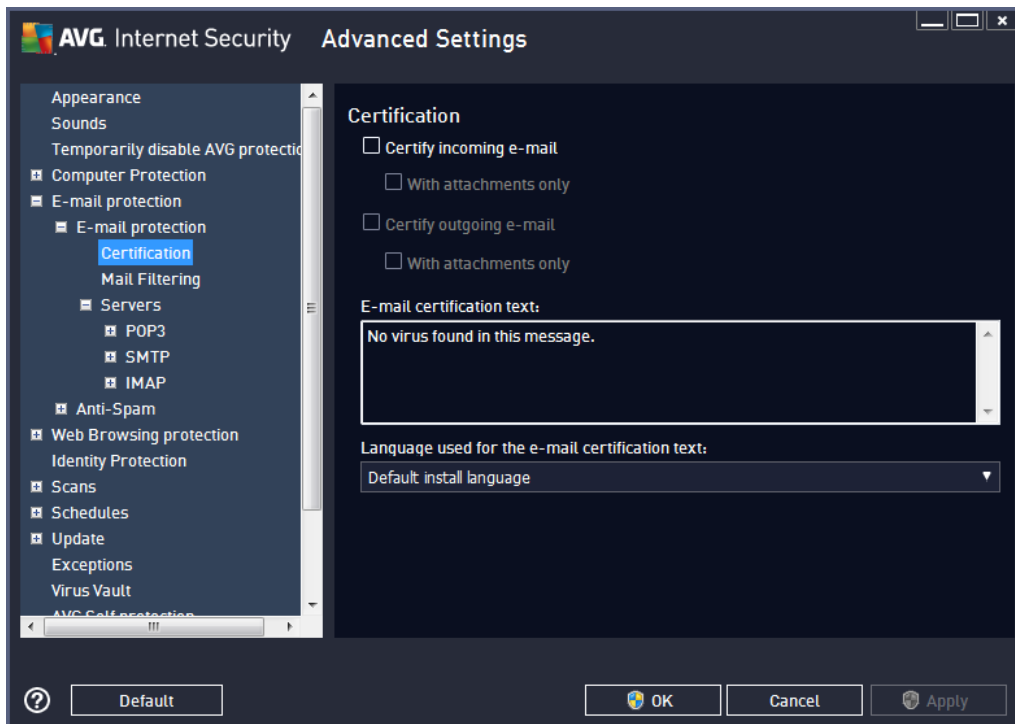 AVG. Internet Security Advanced Settings
Appearance
Sounds
Temporarily disable AVG protectio
Computer Protection
E-mail protection
E-mail protection
Certification
Mail Filtering
Servers
POP3
SMTP
IMAP
Anti-Spam
Web Browsing protection
Identity Protection
Scans
Schedules
Update
Exceptions
Virus Vault
AVG Self protection
Certification
Certify incoming e-mail
With attachments only
Certify outgoing e-mail
With attachments only
E-mail certification text:
No virus found in this message.
Language used for the e-mail certification text:
Default install language
Default
OK
Cancel
Apply